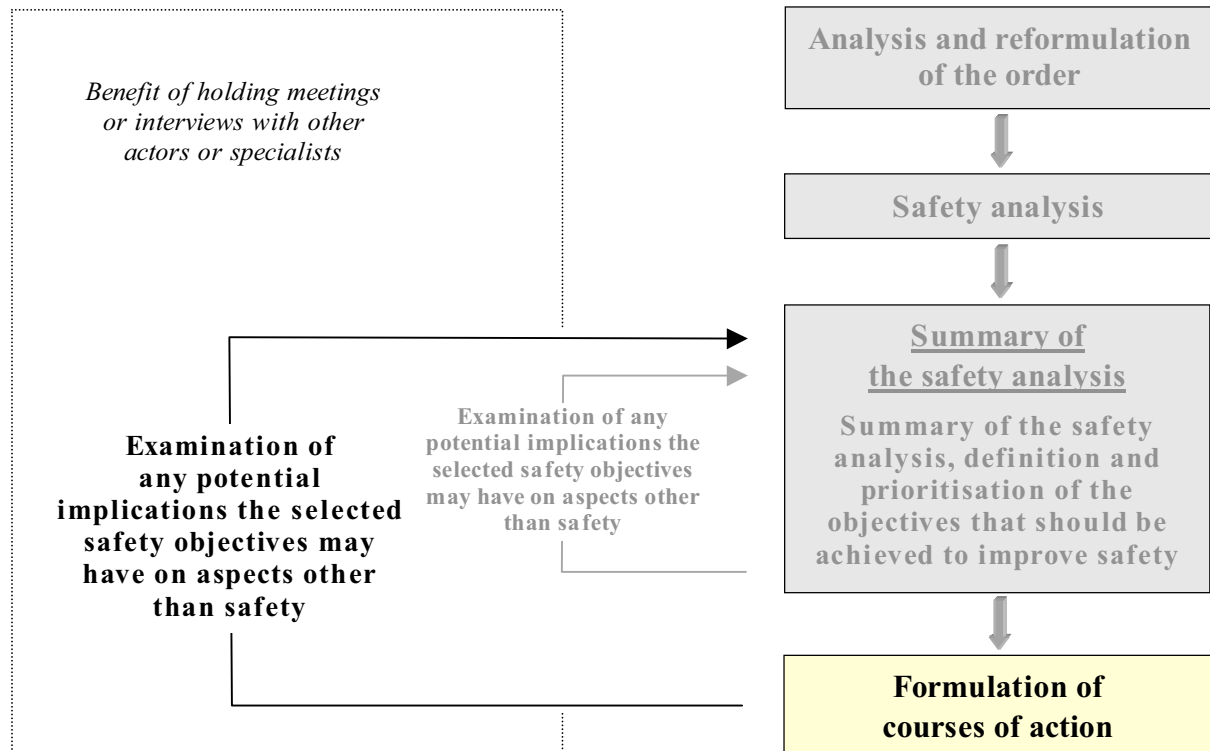 Benefit of holding meetings
or interviews with other
actors or specialists
Analysis and reformulation
of the order
Safety analysis
Summary of
the safety analysis
Summary of the safety
analysis, definition and
prioritisation of the
objectives that should be
achieved to improve safety
Examination of any
potential implications the
selected safety objectives
may have on aspects other
than safety
Examination of
any potential
implications the selected
safety objectives may
have on aspects other
than safety
Formulation of
courses of action